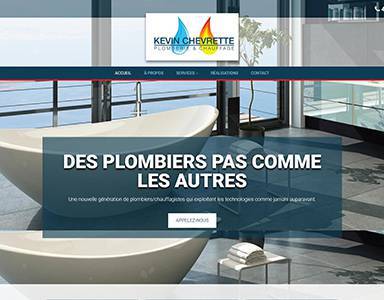 KEVIN CHEVRETTE
PLOMBERIE & CHAUFFAGE
ACCUEIL À PROPOS SERVICES RÉALISATIONS CONTACT
DES PLOMBIERS PAS COMME
LES AUTRES
Une nouvelle génération de plombiers/chauffagistes qui exploitent les technologies comme jamais auparavant.
APPELEZ-NOUS